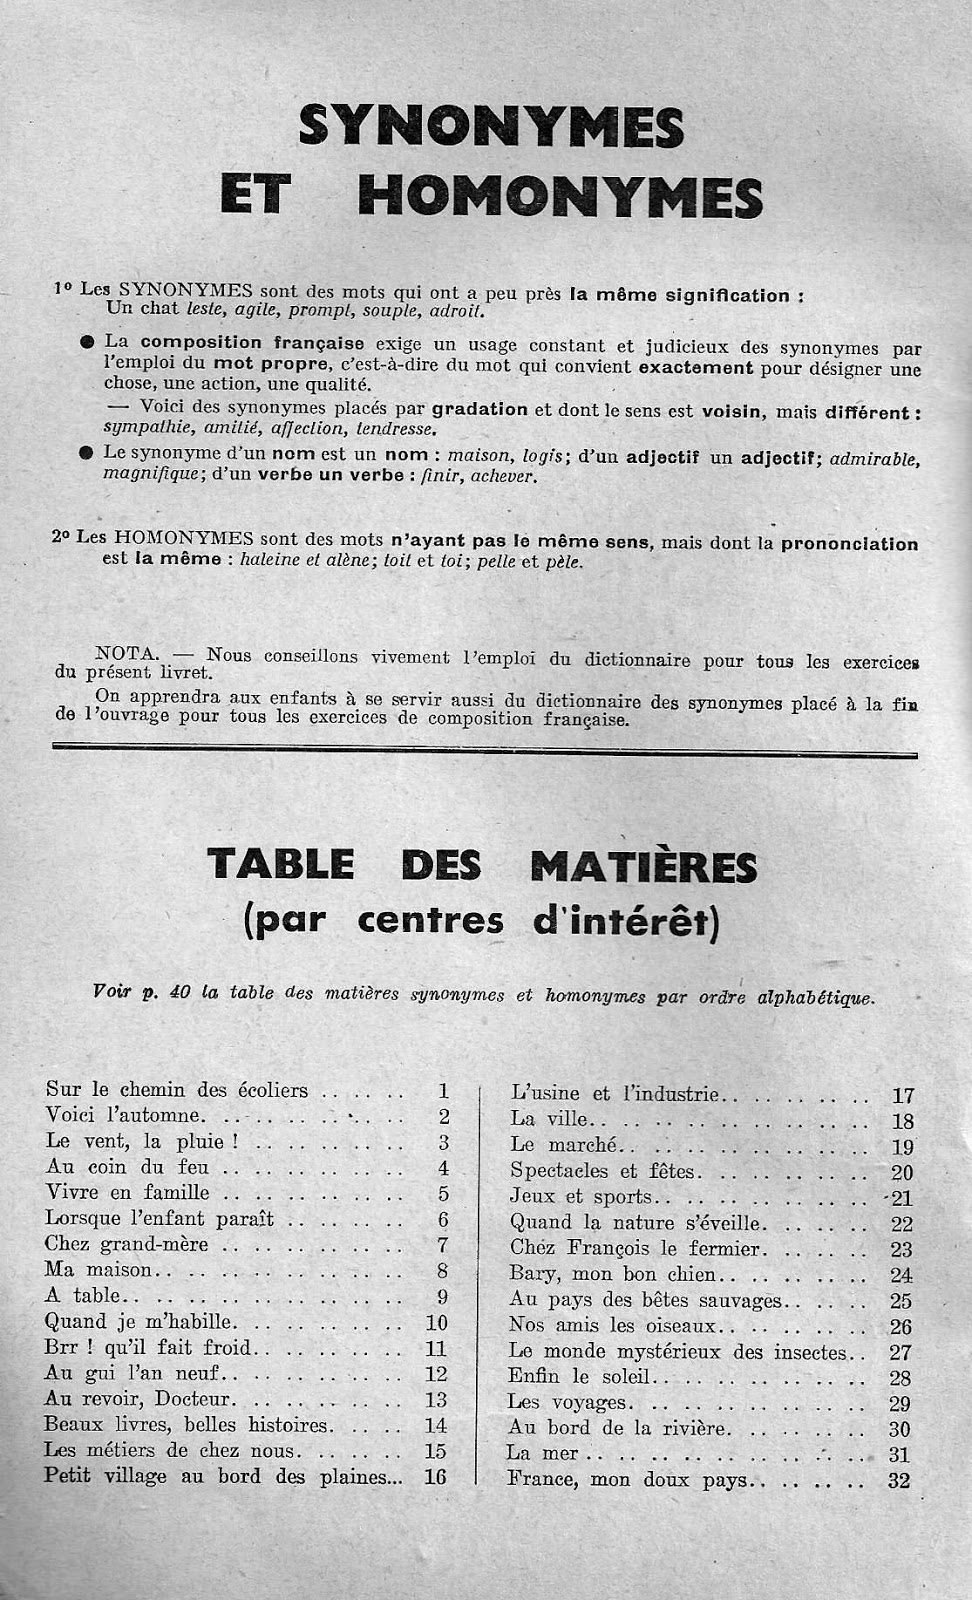 SYNONYMES
ET HOMONYMES
1º Les SYNONYMES sont des mots qui ont a peu près la même signification :
Un chat leste, agile, prompt, souple, adroit.
● La composition française exige un usage constant et judicieux des synonymes par
l'emploi du mot propre, c'est-à-dire du mot qui convient exactement pour désigner une
chose, une action, une qualité.
— Voici des synonymes placés par gradation et dont le sens est voisin, mais différent :
sympathie, amitié, affection, tendresse.
● Le synonyme d'un nom est un nom : maison, logis; d'un adjectif un adjectif; admirable,
magnifique; d'un verbe un verbe : finir, achever.
2º Les HOMONYMES sont des mots n'ayant pas le même sens, mais dont la prononciation
est la même : haleine et alène; toit et toi; pelle et pèle.
NOTA. — Nous conseillons vivement l'emploi du dictionnaire pour tous les exercices
du présent livret.
On apprendra aux enfants à se servir aussi du dictionnaire des synonymes placé à la fin
de l'ouvrage pour tous les exercices de composition française.
TABLE DES MATIÈRES
(par centres d'intérêt)
Voir p. 40 la table des matières synonymes et homonymes par ordre alphabétique.
Sur le chemin des écoliers . . . . . . 1
Voici l'automne. . . . . . . . . . . 2
Le vent, la pluie ! . . . . . . . . . 3
Au coin du feu . . . . . . . . . . 4
Vivre en famille . . . . . . . . . . 5
Lorsque l'enfant paraît . . . . . . . 6
Chez grand-mère . . . . . . . . . . 7
Ma maison. . . . . . . . . . . . . 8
A table. . . . . . . . . . . . . . . 9
Quand je m'habille. . . . . . . . . 10
Brr ! qu'il fait froid. . . . . . . . . 11
Au gui l'an neuf. . . . . . . . . . 12
Au revoir, Docteur. . . . . . . . . 13
Beaux livres, belles histoires. . . . . 14
Les métiers de chez nous. . . . . . 15
Petit village au bord des plaines... 16
L'usine et l'industrie. . . . . . . . . 17
La ville. . . . . . . . . . . . . . . 18
Le marché. . . . . . . . . . . . . . 19
Spectacles et fêtes. . . . . . . . . . 20
Jeux et sports. . . . . . . . . . . . 21
Quand la nature s'éveille. . . . . . . 22
Chez François le fermier. . . . . . . 23
Bary, mon bon chien. . . . . . . . . 24
Au pays des bêtes sauvages. . . . . . 25
Nos amis les oiseaux. . . . . . . . . 26
Le monde mystérieux des insectes. . 27
Enfin le soleil. . . . . . . . . . . . 28
Les voyages. . . . . . . . . . . . . 29
Au bord de la rivière. . . . . . . . 30
La mer . . . . . . . . . . . . . . . 31
France, mon doux pays. . . . . . . 32